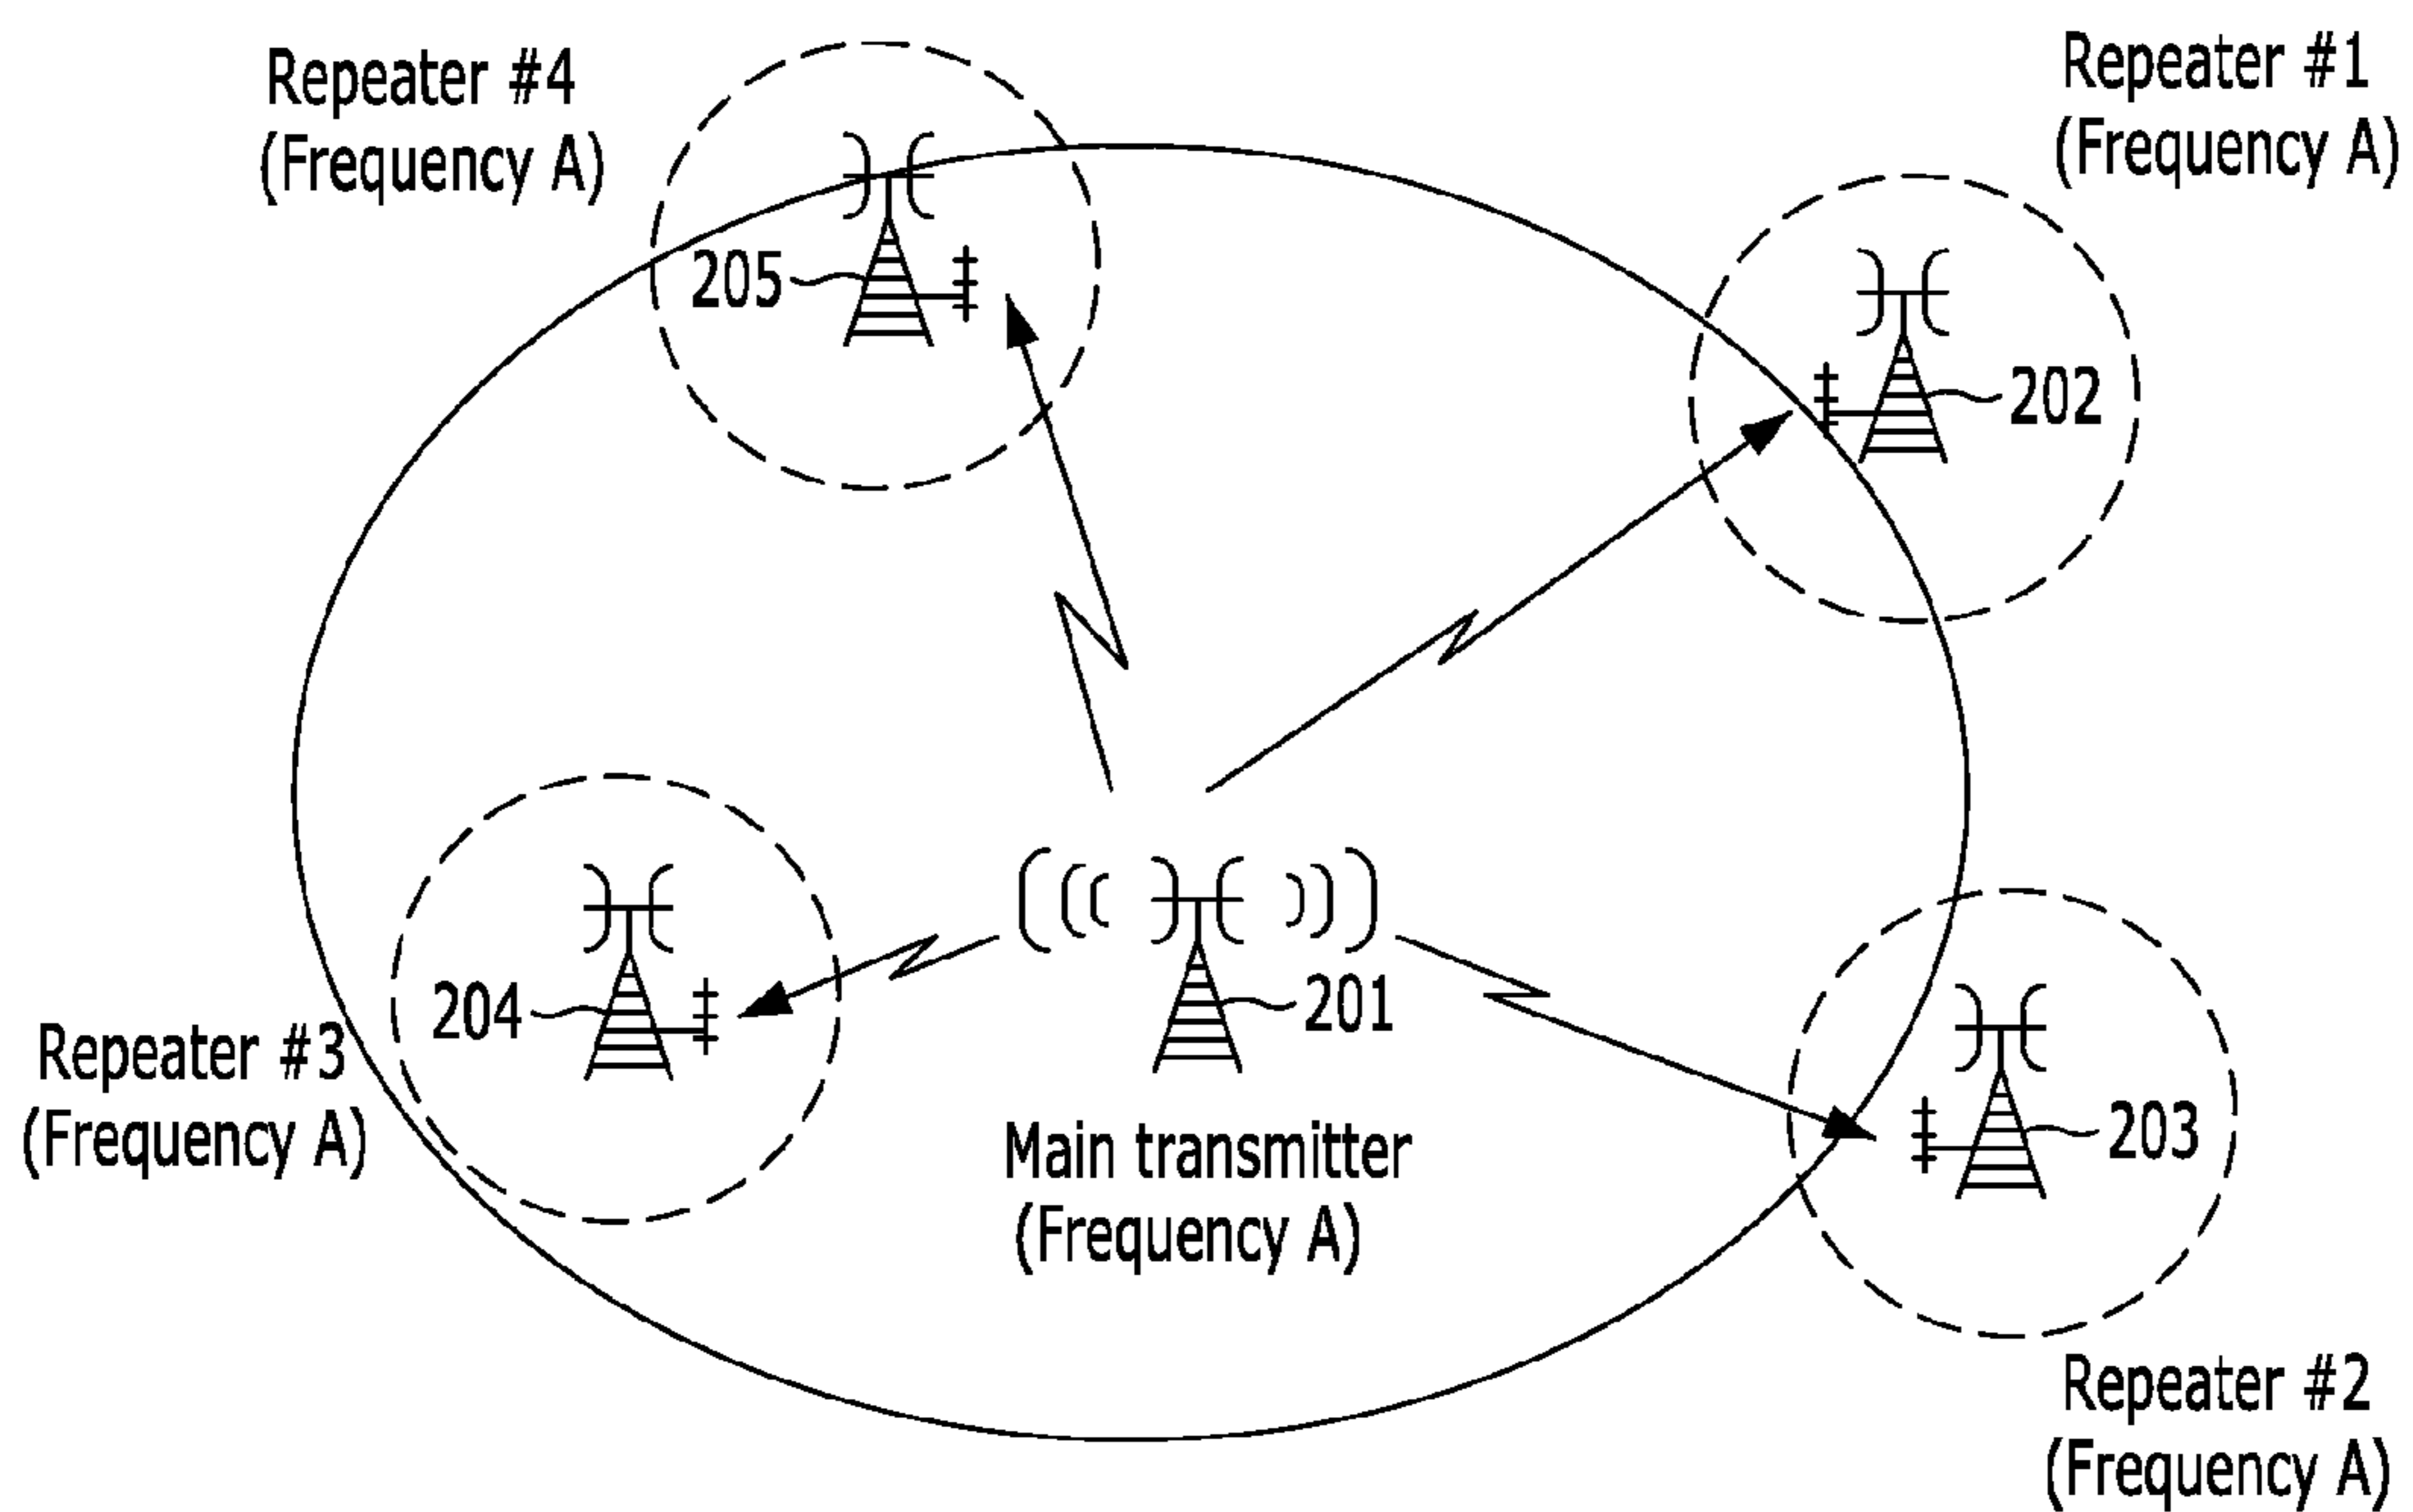 Repeater #4
(Frequency A)
Repeater #1
(Frequency A)
205
202
204
201
Repeater #3
(Frequency A)
Main transmitter
(Frequency A)
203
Repeater #2
(Frequency A)